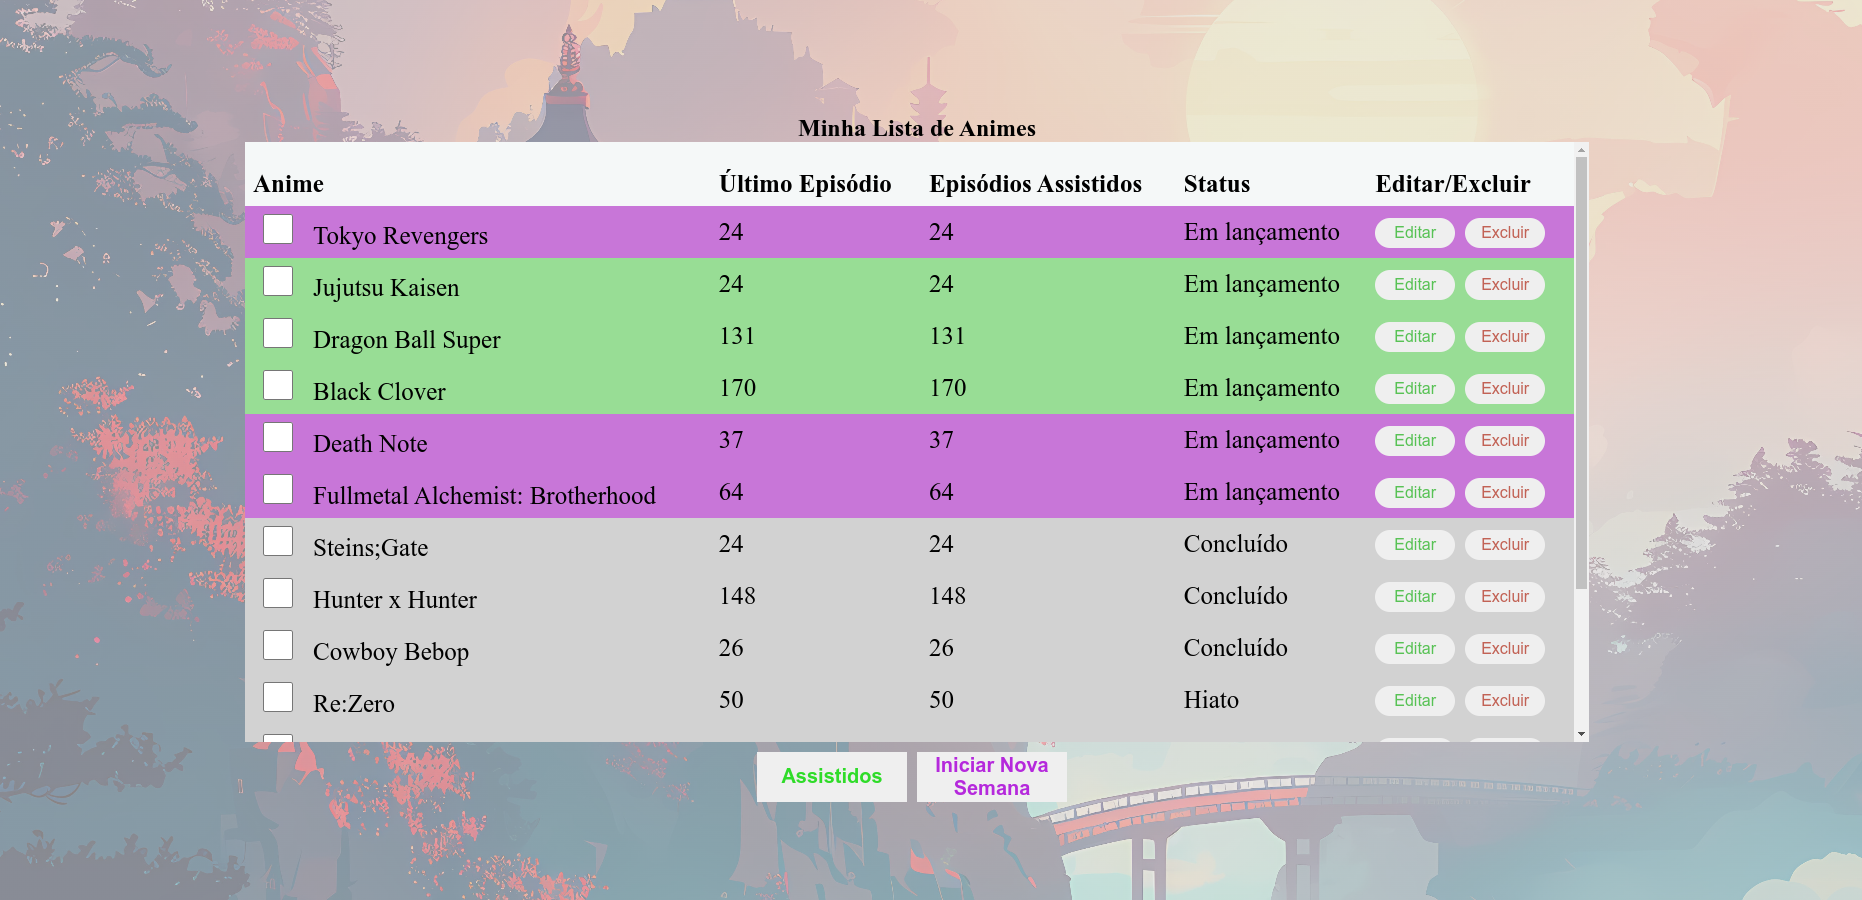 Minha Lista de Animes
Anime Último Episódio Episódios Assistidos Status Editar/Excluir
Tokyo Revengers 24 24 Em lançamento Editar Excluir
Jujutsu Kaisen 24 24 Em lançamento Editar Excluir
Dragon Ball Super 131 131 Em lançamento Editar Excluir
Black Clover 170 170 Em lançamento Editar Excluir
Death Note 37 37 Em lançamento Editar Excluir
Fullmetal Alchemist: Brotherhood 64 64 Em lançamento Editar Excluir
Steins;Gate 24 24 Concluído Editar Excluir
Hunter x Hunter 148 148 Concluído Editar Excluir
Cowboy Bebop 26 26 Concluído Editar Excluir
Re:Zero 50 50 Hiato Editar Excluir
Assistidos
Iniciar Nova
Semana